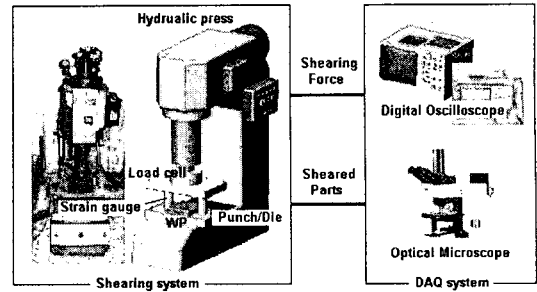 Hydrualic press
Shearing
Force
Digital Oscilloscope
Load cell
Sheared
Parts
Strain gauge
WP
Punch/Die
Optical Microscope
Shearing system
DAQ system